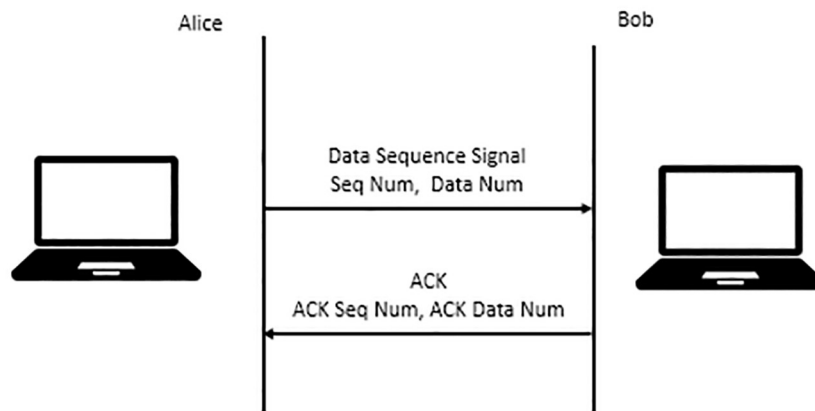 Alice
Bob
Data Sequence Signal
Seq Num, Data Num
ACK
ACK Seq Num, ACK Data Num